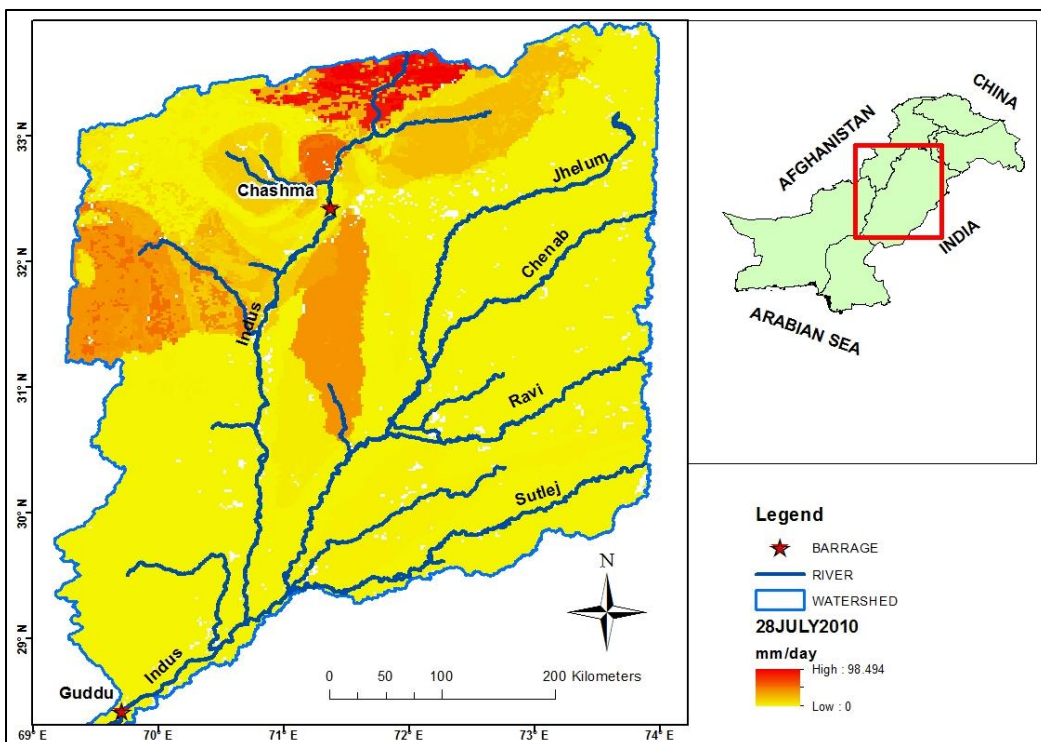 33° N
32° N
31° N
30° N
29° N
69° E
70° E
71° E
72° E
73° E
74° E
Chashma
Jhelum
Chenab
Indus
Ravi
Sutlej
Indus
Guddu
N
0 50 100 200 Kilometers
CHINA
AFGHANISTAN
INDIA
ARABIAN SEA
Legend
BARRAGE
RIVER
WATERSHED
28JULY2010
mm/day
High : 98.494
Low : 0